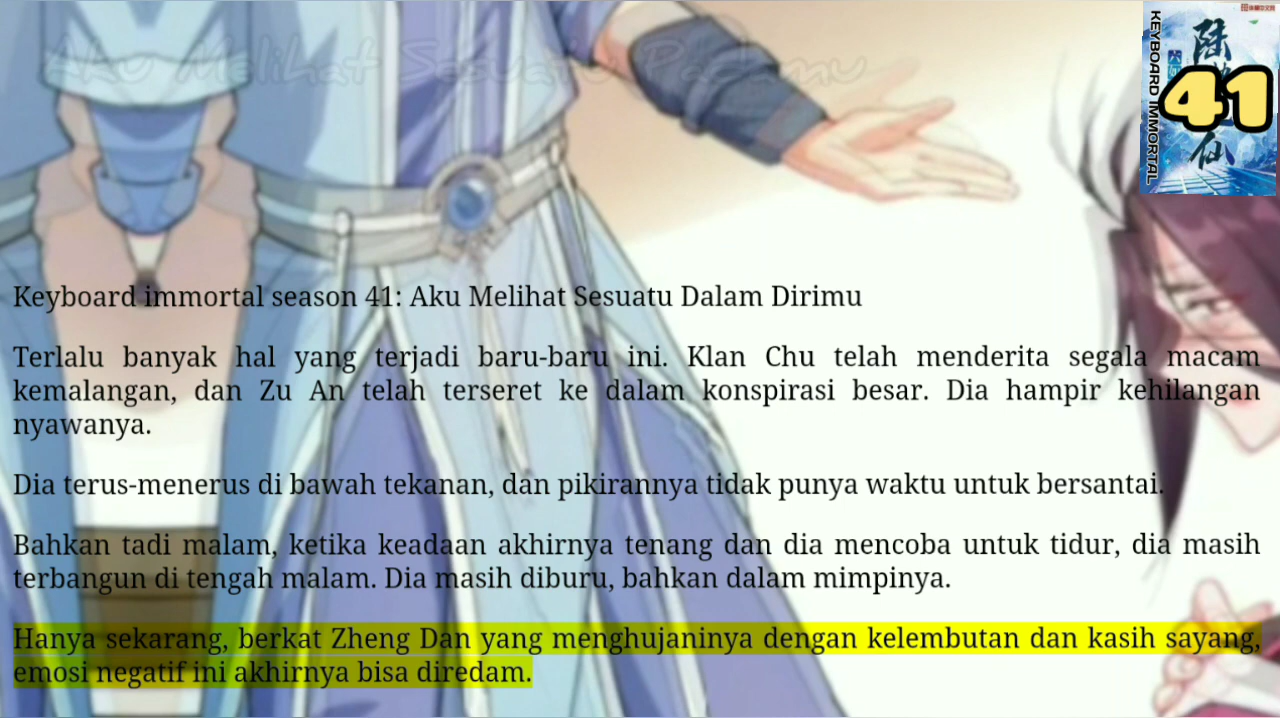 Aku Melihat Sesuatu Padamu
KEYBOARD IMMORTAL
41
仙
Keyboard immortal season 41: Aku Melihat Sesuatu Dalam Dirimu
Terlalu banyak hal yang terjadi baru-baru ini. Klan Chu telah menderita segala macam
kemalangan, dan Zu An telah terseret ke dalam konspirasi besar. Dia hampir kehilangan
nyawanya.
Dia terus-menerus di bawah tekanan, dan pikirannya tidak punya waktu untuk bersantai.
Bahkan tadi malam, ketika keadaan akhirnya tenang dan dia mencoba untuk tidur, dia masih
terbangun di tengah malam. Dia masih diburu, bahkan dalam mimpinya.
Hanya sekarang, berkat Zheng Dan yang menghujaninya dengan kelembutan dan kasih sayang,
emosi negatif ini akhirnya bisa diredam.